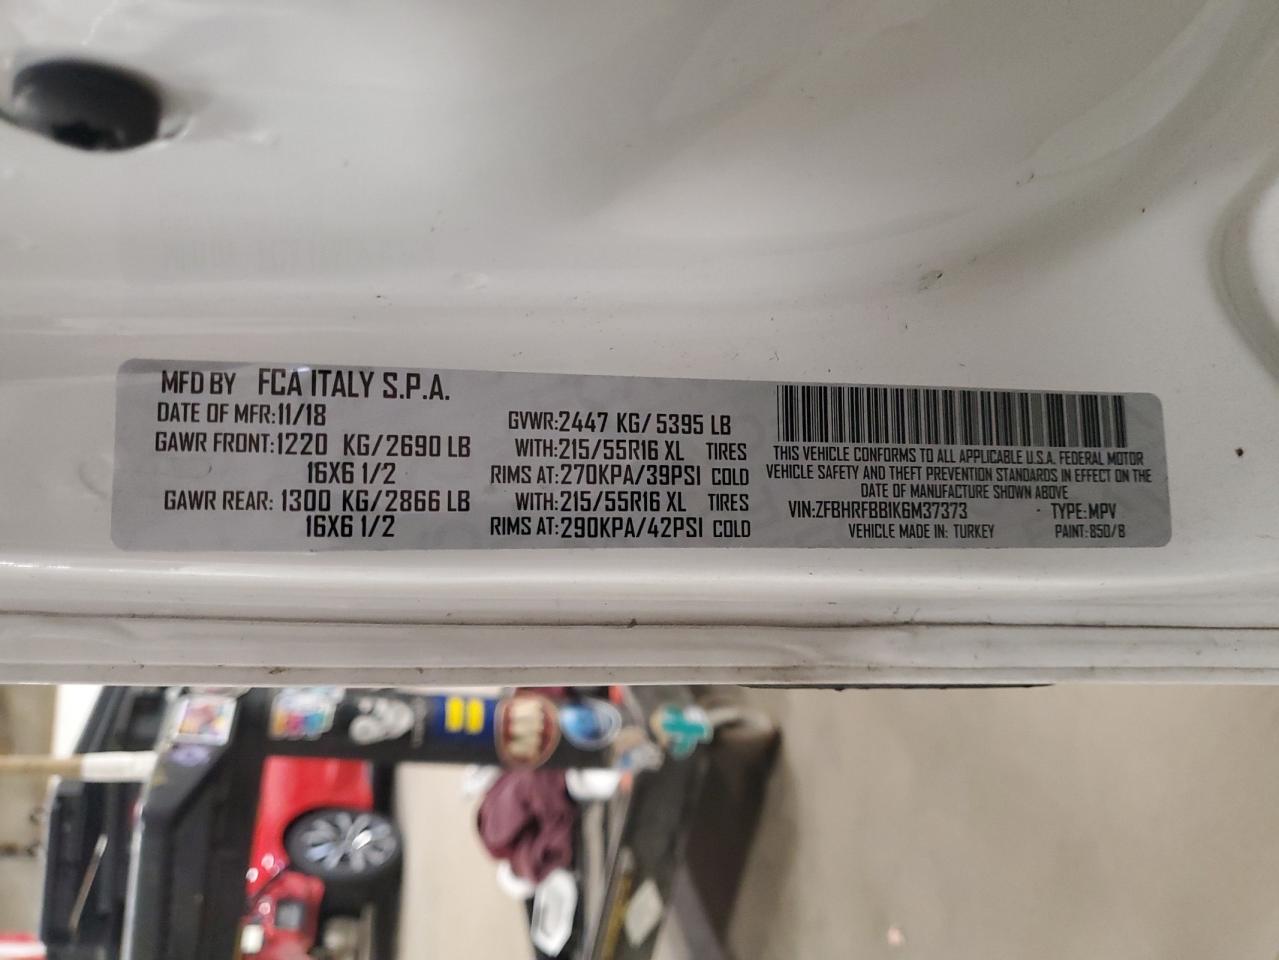 MFD BY FCA ITALY S.P.A.
DATE OF MFR:11/18
GAWR FRONT:1220 KG/2690 LB
16X6 1/2
GAWR REAR: 1300 KG/2866 LB
16X6 1/2
GVWR:2447 KG/5395 LB
WITH:215/55R16 XL TIRES
RIMS AT:270KPA/39PSI COLD
WITH:215/55R16 XL TIRES
RIMS AT:290KPA/42PSI COLD
THIS VEHICLE CONFORMS TO ALL APPLICABLE U.S.A. FEDERAL MOTOR
VEHICLE SAFETY AND THEFT PREVENTION STANDARDS IN EFFECT ON THE
DATE OF MANUFACTURE SHOWN ABOVE
VIN:ZFBHRFBB1K6M37373 TYPE:MPV
VEHICLE MADE IN: TURKEY PAINT:850/B